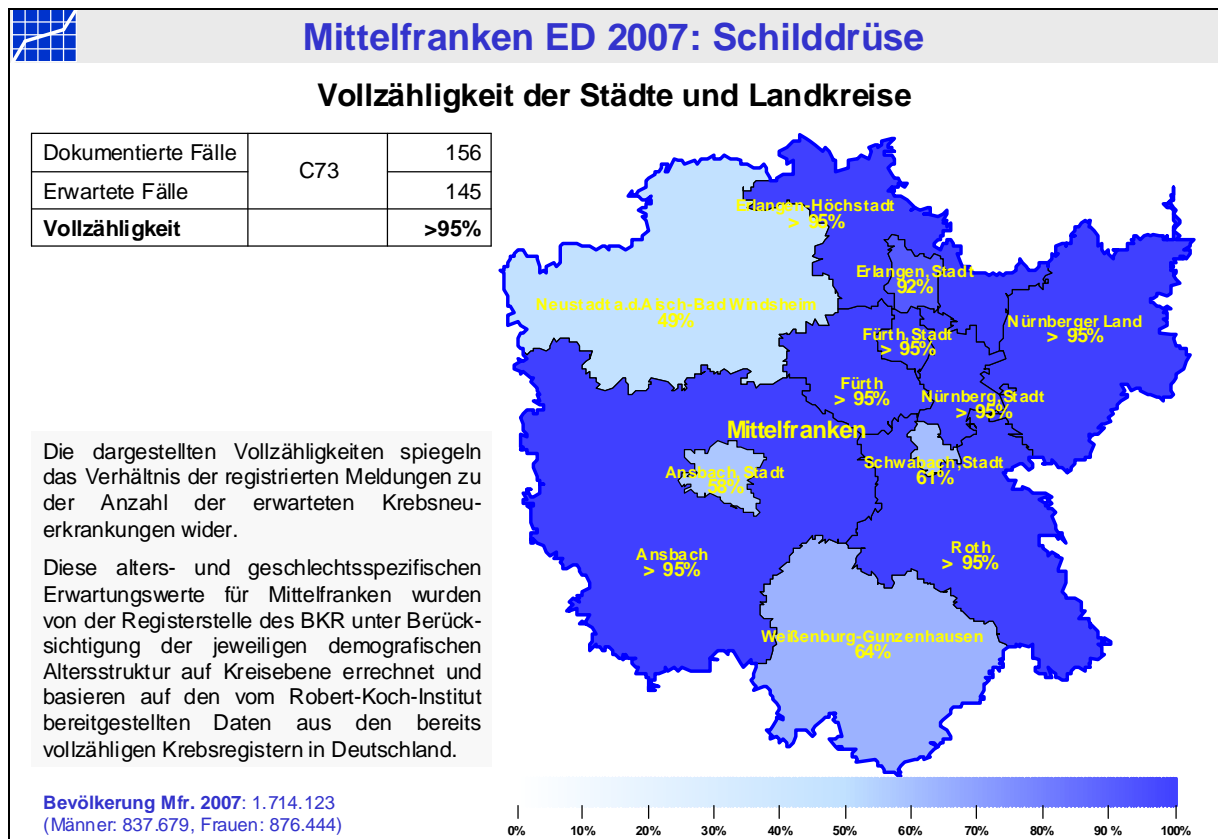 Mittelfranken ED 2007: Schilddrüse
Vollzähligkeit der Städte und Landkreise
Dokumentierte Fälle C73 156
Erwartete Fälle 145
Vollzähligkeit >95%
Erlangen-Höchstadt
> 95%
Erlangen, Stadt
92%
Neustadt a.d.Aisch-Bad Windsheim
49%
Nürnberger Land
> 95%
Fürth, Stadt
> 95%
Fürth
> 95%
Nürnberg, Stadt
> 95%
Mittelfranken
Ansbach, Stadt
58%
Schwabach, Stadt
61%
Ansbach
> 95%
Roth
> 95%
Weißenburg-Gunzenhausen
64%
Die dargestellten Vollzähligkeiten spiegeln
das Verhältnis der registrierten Meldungen zu
der Anzahl der erwarteten Krebsneu-
erkrankungen wider.
Diese alters- und geschlechtsspezifischen
Erwartungswerte für Mittelfranken wurden
von der Registerstelle des BKR unter Berück-
sichtigung der jeweiligen demografischen
Altersstruktur auf Kreisebene errechnet und
basieren auf den vom Robert-Koch-Institut
bereitgestellten Daten aus den bereits
vollzähligen Krebsregistern in Deutschland.
Bevölkerung Mfr. 2007: 1.714.123
(Männer: 837.679, Frauen: 876.444)
0% 10% 20% 30% 40% 50% 60% 70% 80% 90 % 100%